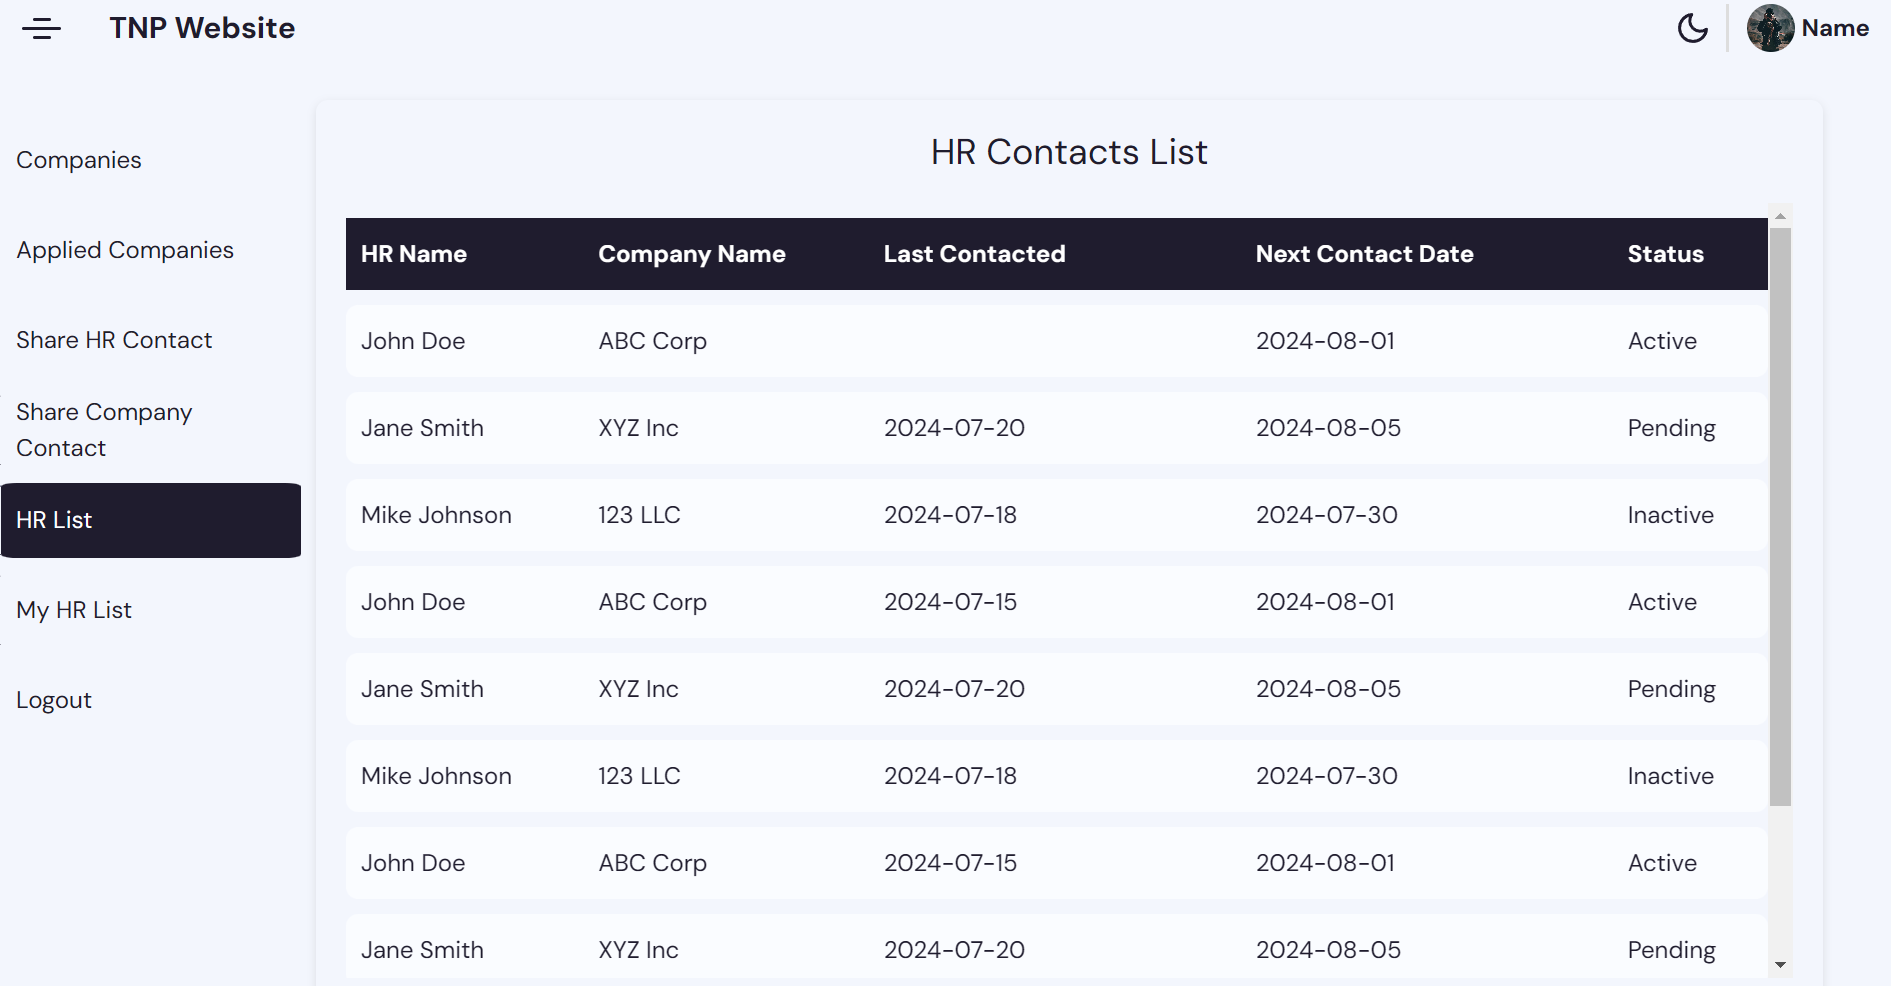 TNP Website
Name
Companies
Applied Companies
Share HR Contact
Share Company
Contact
HR List
My HR List
Logout
HR Contacts List
HR Name Company Name Last Contacted Next Contact Date Status
John Doe ABC Corp 2024-08-01 Active
Jane Smith XYZ Inc 2024-07-20 2024-08-05 Pending
Mike Johnson 123 LLC 2024-07-18 2024-07-30 Inactive
John Doe ABC Corp 2024-07-15 2024-08-01 Active
Jane Smith XYZ Inc 2024-07-20 2024-08-05 Pending
Mike Johnson 123 LLC 2024-07-18 2024-07-30 Inactive
John Doe ABC Corp 2024-07-15 2024-08-01 Active
Jane Smith XYZ Inc 2024-07-20 2024-08-05 Pending